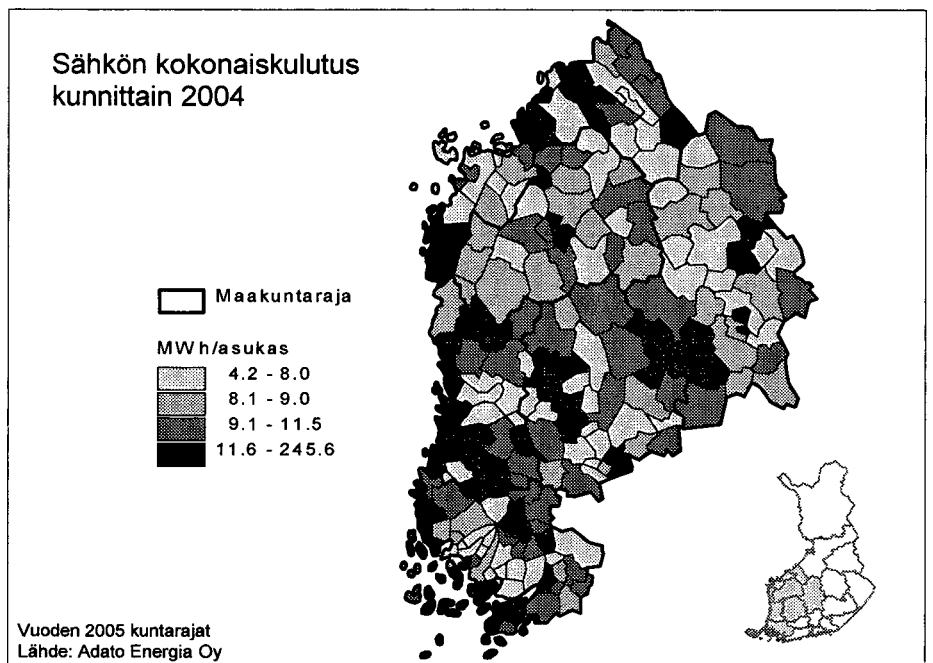 Sähkön kokonaiskulutus
kunnittain 2004
Maakuntaraja
MWh/asukas
4.2 - 8.0
8.1 - 9.0
9.1 - 11.5
11.6 - 245.6
Vuoden 2005 kuntarajat
Lähde: Adato Energia Oy